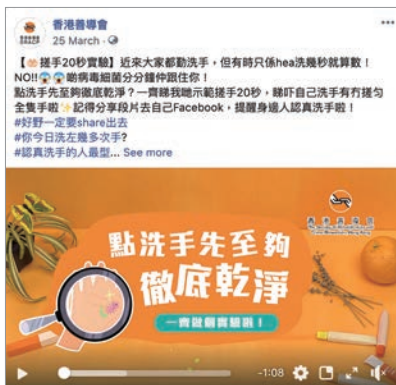 香港善導會
25 March ·
【搓手20秒實驗】近來大家都勤洗手，但有時只係hea洗幾秒就算數！
NO!!啲病毒細菌分分鐘仲跟住你！
點洗手先至夠徹底乾淨？一齊睇我哋示範搓手20秒，睇吓自己洗手有冇搓勻
全隻手啦 記得分享段片去自己Facebook，提醒身邊人認真洗手啦！
#好野一定要share出去
#你今日洗左幾多次手?
#認真洗手的人最型... See more
香港善導會
點洗手先至夠
徹底乾淨
一齊做個實驗啦！
-1:08